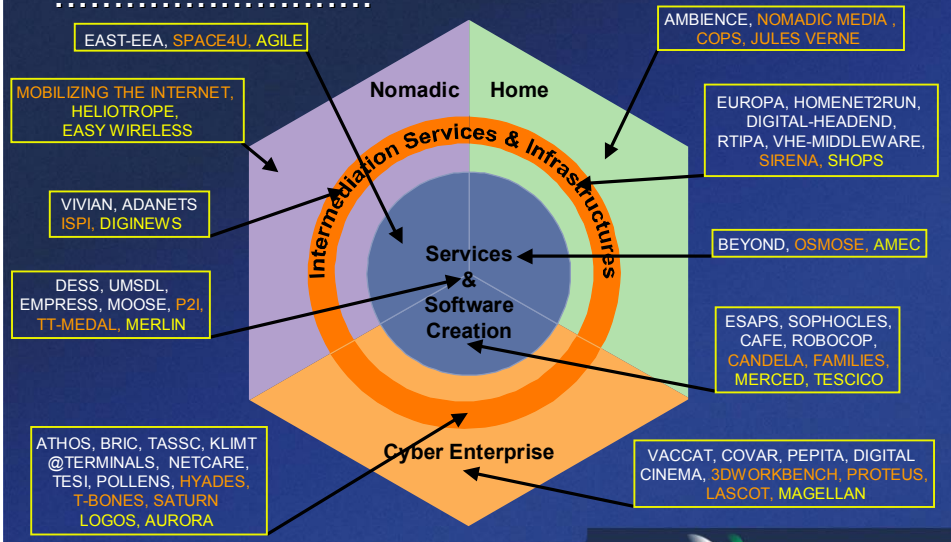 EAST-EEA, SPACE4U, AGILE
AMBIENCE, NOMADIC MEDIA ,
COPS, JULES VERNE
MOBILIZING THE INTERNET,
HELIOTROPE,
EASY WIRELESS
Nomadic
Home
EUROPA, HOMENET2RUN,
DIGITAL-HEADEND,
RTIPA, VHE-MIDDLEWARE,
SIRENA, SHOPS
Intermediation Services & Infrastructures
VIVIAN, ADANETS
ISPI, DIGINEWS
BEYOND, OSMOSE, AMEC
Services
&
Software
Creation
DESS, UMSDL,
EMPRESS, MOOSE, P2I,
TT-MEDAL, MERLIN
ESAPS, SOPHOCLES,
CAFE, ROBOCOP,
CANDELA, FAMILIES,
MERCED, TESCICO
ATHOS, BRIC, TASSC, KLIMT
@TERMINALS, NETCARE,
TESI, POLLENS, HYADES,
T-BONES, SATURN
LOGOS, AURORA
Cyber Enterprise
VACCAT, COVAR, PEPITA, DIGITAL
CINEMA, 3DWORKBENCH, PROTEUS,
LASCOT, MAGELLAN